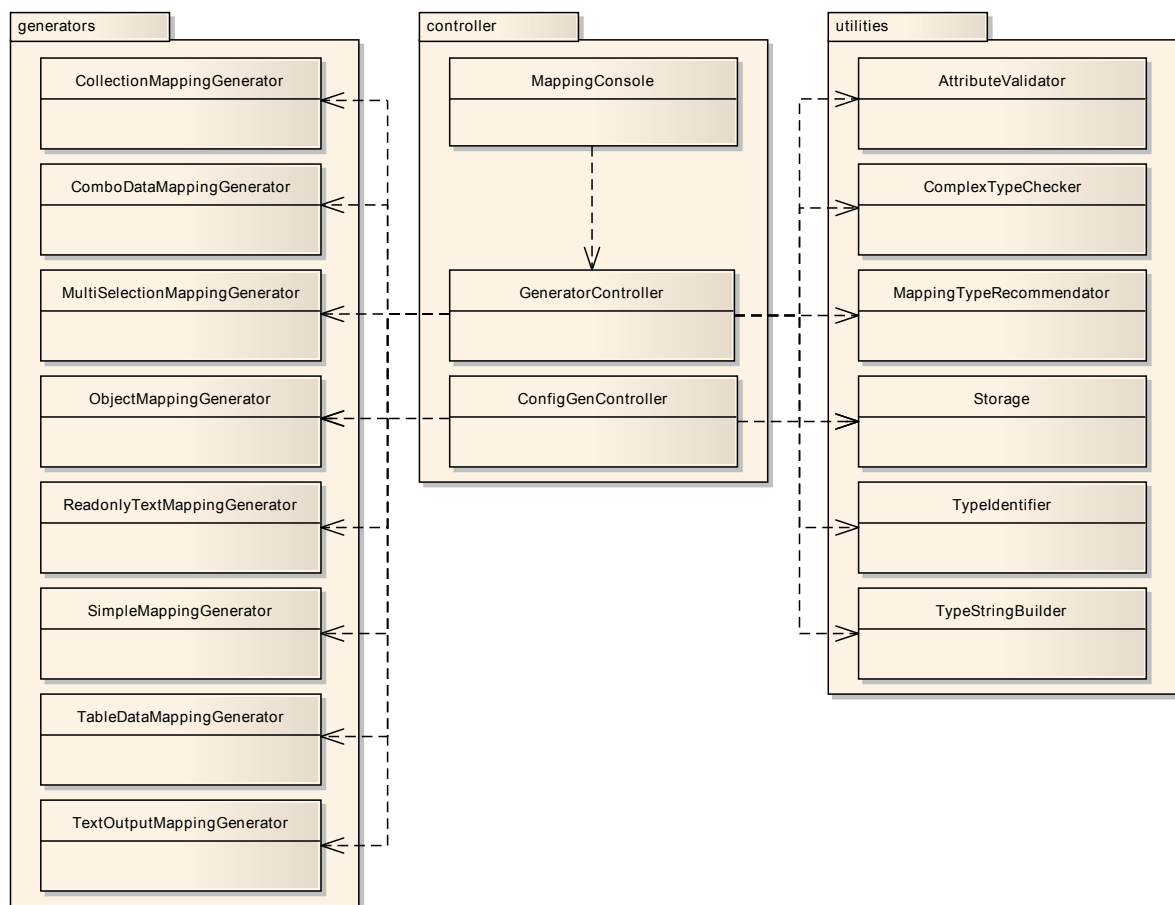 generators
CollectionMappingGenerator
ComboDataMappingGenerator
MultiSelectionMappingGenerator
ObjectMappingGenerator
ReadonlyTextMappingGenerator
SimpleMappingGenerator
TableDataMappingGenerator
TextOutputMappingGenerator
controller
MappingConsole
GeneratorController
ConfigGenController
utilities
AttributeValidator
ComplexTypeChecker
MappingTypeRecommendator
Storage
TypeIdentifier
TypeStringBuilder